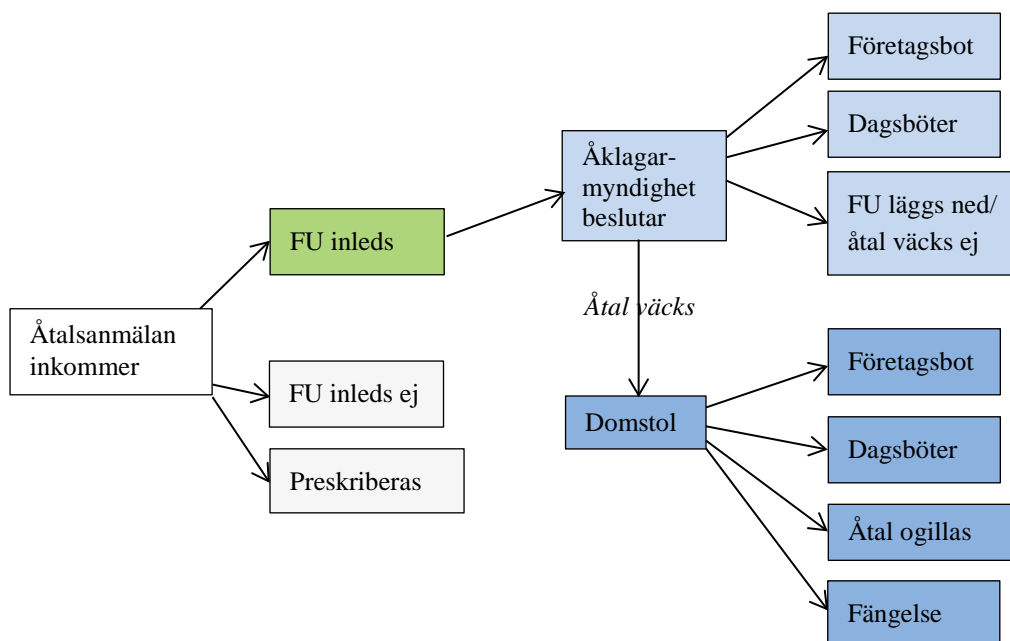 Åtalsanmälan
inkommer
FU inleds
FU inleds ej
Preskriberas
Åklagar-
myndighet
beslutar
Företagsbot
Dagsböter
FU läggs ned/
åtal väcks ej
Åtal väcks
Domstol
Företagsbot
Dagsböter
Åtal ogillas
Fängelse